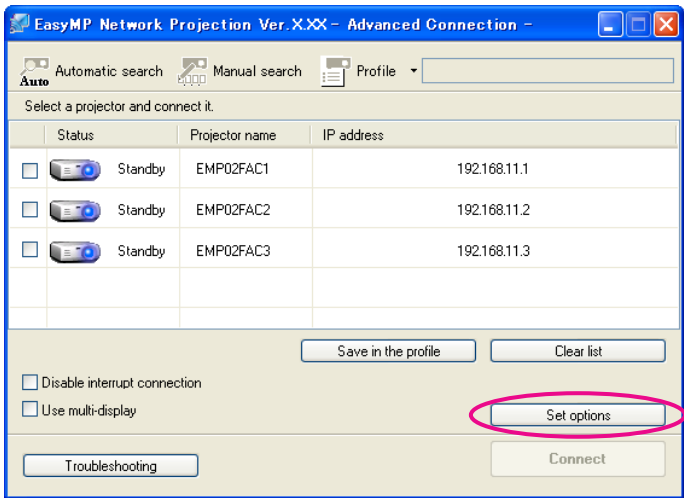 EasyMP Network Projection Ver.X.XX - Advanced Connection -
Auto Automatic search Manual search Profile
Select a projector and connect it.
Status Projector name IP address
Standby EMP02FAC1 192.168.11.1
Standby EMP02FAC2 192.168.11.2
Standby EMP02FAC3 192.168.11.3
Save in the profile Clear list
Disable interrupt connection
Use multi-display Set options
Troubleshooting Connect